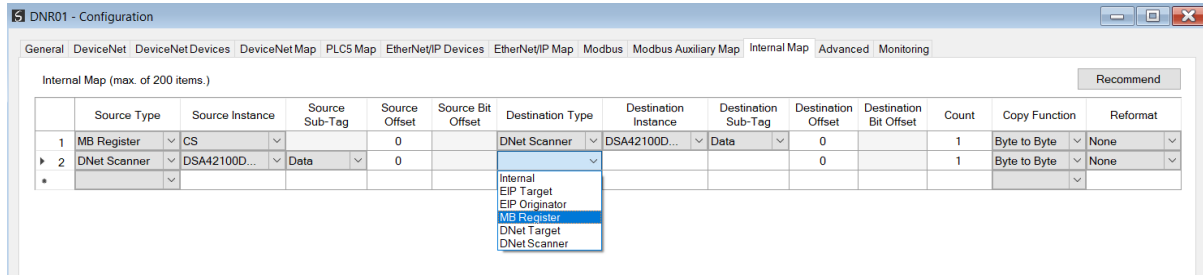 DNR01 - Configuration
General DeviceNet DeviceNet Devices DeviceNet Map PLC5 Map EtherNet/IP Devices EtherNet/IP Map Modbus Modbus Auxiliary Map Internal Map Advanced Monitoring
Internal Map (max. of 200 items.)
Recommend
Source Type Source Instance Source Sub-Tag Source Offset Source Bit Offset Destination Type Destination Instance Destination Sub-Tag Destination Offset Destination Bit Offset Count Copy Function Reformat
1 MB Register CS 0 DNet Scanner DSA42100D... Data 0 1 Byte to Byte None
2 DNet Scanner DSA42100D... Data 0 0 1 Byte to Byte None
Internal
EIP Target
EIP Originator
MB Register
DNet Target
DNet Scanner